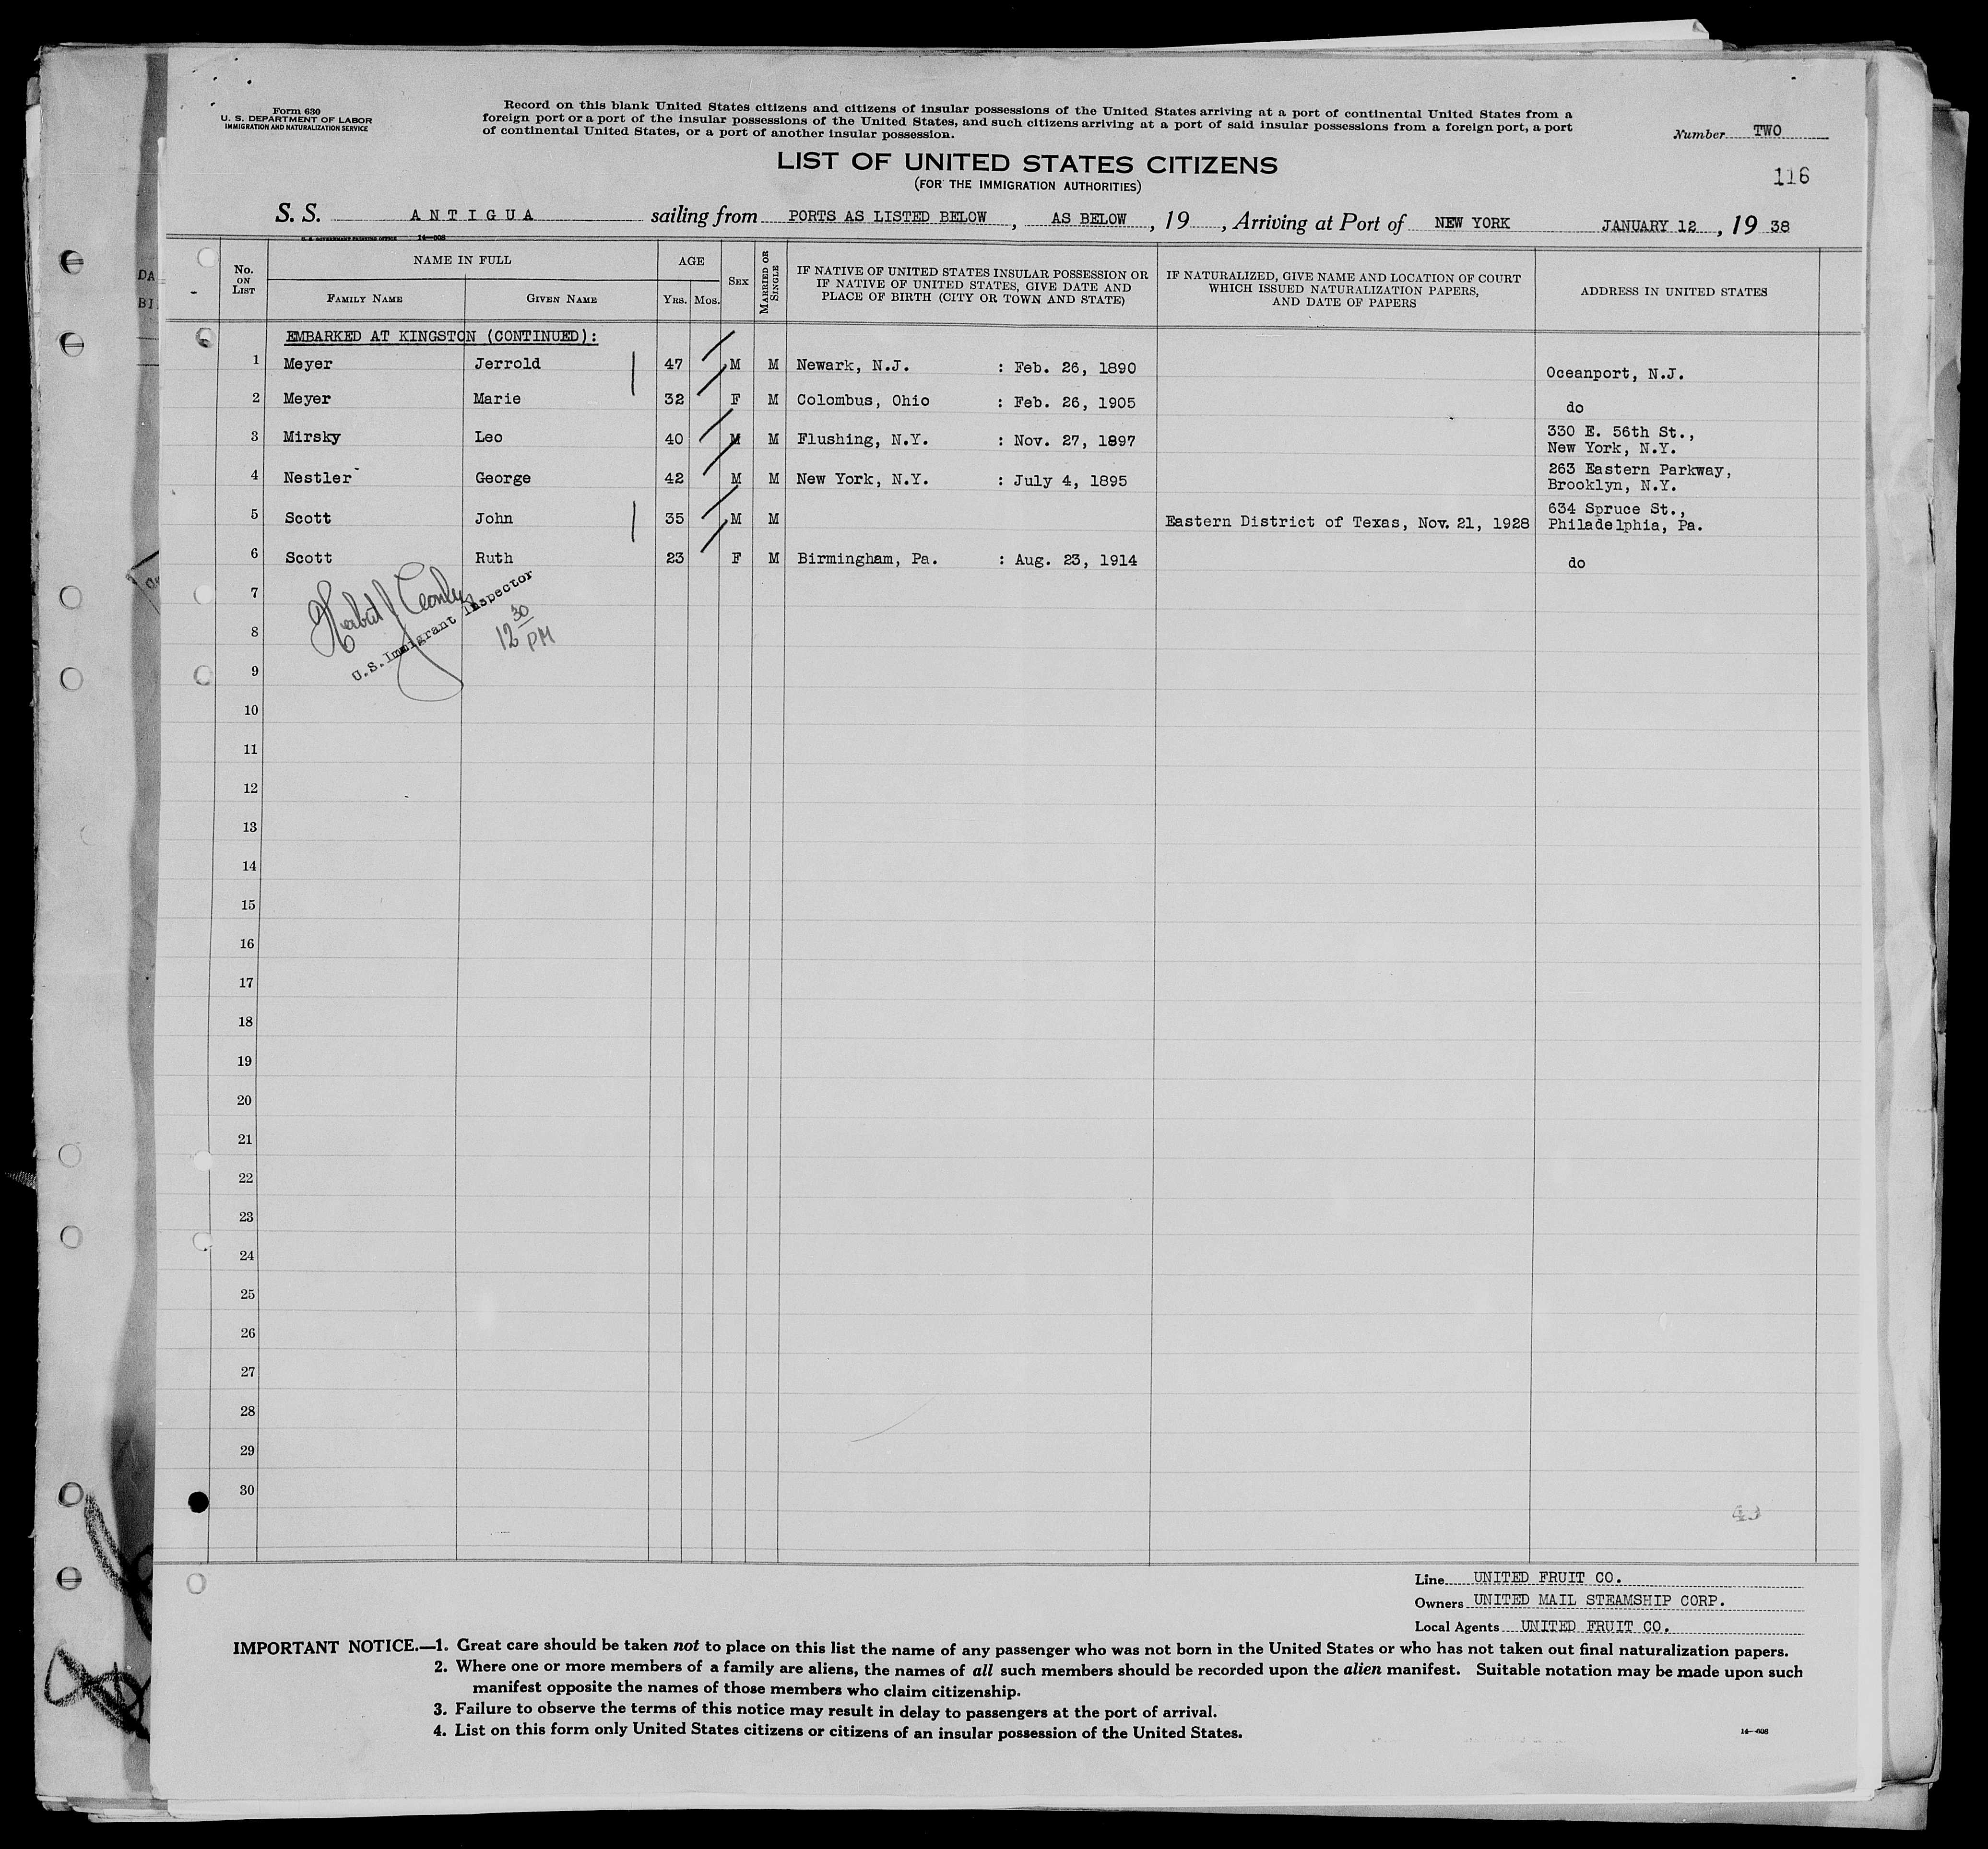 Form 630
U. S. DEPARTMENT OF LABOR
IMMIGRATION AND NATURALIZATION SERVICE
Record on this blank United States citizens and citizens of insular possessions of the United States arriving at a port of continental United States from a
foreign port or a port of the insular possessions of the United States, and such citizens arriving at a port of said insular possessions from a foreign port, a port
of continental United States, or a port of another insular possession.
Number TWO
LIST OF UNITED STATES CITIZENS
(FOR THE IMMIGRATION AUTHORITIES)
116
S. S. ANTIGUA sailing from PORTS AS LISTED BELOW, AS BELOW, 19 , Arriving at Port of NEW YORK JANUARY 12, 19 38
U. S. GOVERNMENT PRINTING OFFICE 14—608
DA
BI
No. ON LIST
NAME IN FULL
FAMILY NAME GIVEN NAME
AGE
YRS. MOS.
SEX
MARRIED OR SINGLE
IF NATIVE OF UNITED STATES INSULAR POSSESSION OR
IF NATIVE OF UNITED STATES, GIVE DATE AND
PLACE OF BIRTH (CITY OR TOWN AND STATE)
IF NATURALIZED, GIVE NAME AND LOCATION OF COURT
WHICH ISSUED NATURALIZATION PAPERS,
AND DATE OF PAPERS
ADDRESS IN UNITED STATES
EMBARKED AT KINGSTON (CONTINUED):
1 Meyer Jerrold 47 M M Newark, N.J. : Feb. 26, 1890 Oceanport, N.J.
2 Meyer Marie 32 F M Colombus, Ohio : Feb. 26, 1905 do
3 Mirsky Leo 40 M M Flushing, N.Y. : Nov. 27, 1897 330 E. 56th St.,
New York, N.Y.
4 Nestler George 42 M M New York, N.Y. : July 4, 1895 263 Eastern Parkway,
Brooklyn, N.Y.
5 Scott John 35 M M Eastern District of Texas, Nov. 21, 1928 634 Spruce St.,
Philadelphia, Pa.
6 Scott Ruth 23 F M Birmingham, Pa. : Aug. 23, 1914 do
7
U.S. Immigrant Inspector
12 30 PM
8
9
10
11
12
13
14
15
16
17
18
19
20
21
22
23
24
25
26
27
28
29
30
43
Line UNITED FRUIT CO.
Owners UNITED MAIL STEAMSHIP CORP.
Local Agents UNITED FRUIT CO.
IMPORTANT NOTICE.—1. Great care should be taken not to place on this list the name of any passenger who was not born in the United States or who has not taken out final naturalization papers.
2. Where one or more members of a family are aliens, the names of all such members should be recorded upon the alien manifest. Suitable notation may be made upon such
manifest opposite the names of those members who claim citizenship.
3. Failure to observe the terms of this notice may result in delay to passengers at the port of arrival.
4. List on this form only United States citizens or citizens of an insular possession of the United States.
14—608